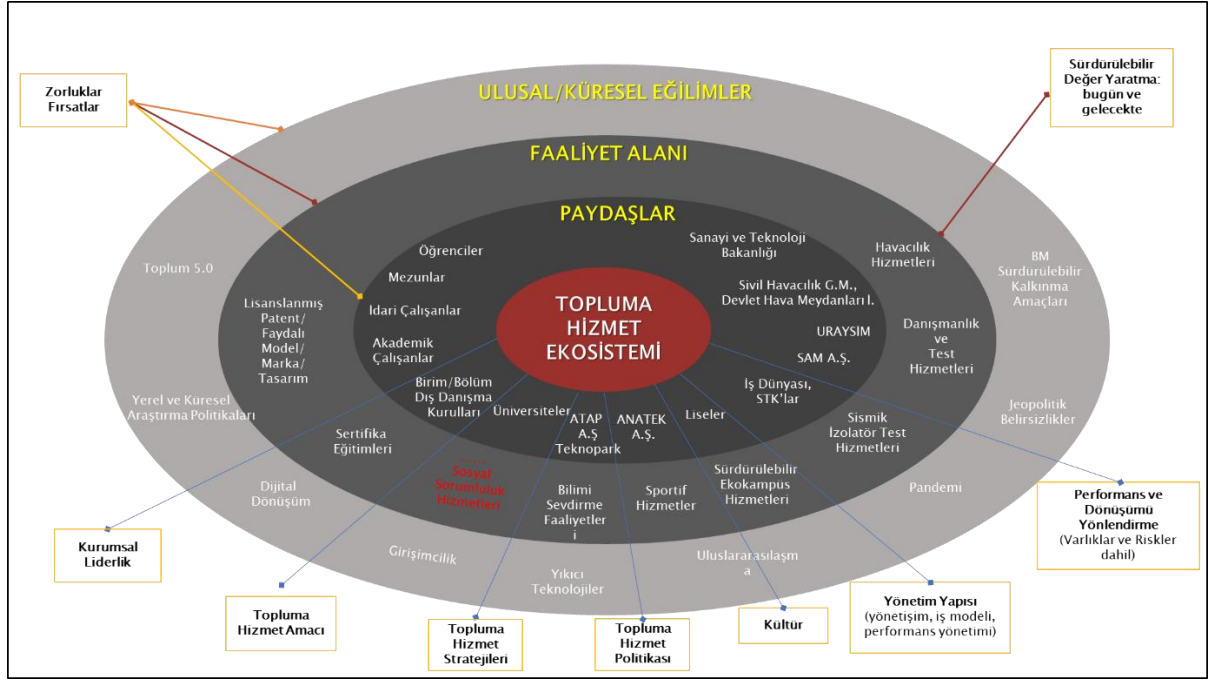 Zorluklar
Fırsatlar
Sürdürülebilir
Değer Yaratma:
bugün ve
gelecekte
ULUSAL/KÜRESEL EĞİLİMLER
FAALİYET ALANI
PAYDAŞLAR
TOPLUMA
HİZMET
EKOSİSTEMİ
Öğrenciler
Mezunlar
İdari Çalışanlar
Akademik
Çalışanlar
Birim/Bölüm
Dış Danışma
Kurulları
Üniversiteler
ATAP
A.Ş
Teknopark
ANATEK
A.Ş.
Liseler
İş Dünyası,
STK'lar
SAM A.Ş.
URAYSIM
Sivil Havacılık G.M.,
Devlet Hava Meydanları I.
Sanayi ve Teknoloji
Bakanlığı
Lisanslanmış
Patent/
Faydalı
Model/
Marka/
Tasarım
Sertifika
Eğitimleri
Sosyal
Sorumluluk
Hizmetleri
Bilimi
Sevdirme
Faaliyetler
i
Sportif
Hizmetler
Sürdürülebilir
Ekokampüs
Hizmetleri
Sismik
İzolatör Test
Hizmetleri
Danışmanlık
ve
Test
Hizmetleri
Havacılık
Hizmetleri
Toplum 5.0
Yerel ve Küresel
Araştırma Politikaları
Dijital
Dönüşüm
Girişimcilik
Yıkıcı
Teknolojiler
Uluslararasılaşm
a
Pandemi
Jeopolitik
Belirsizlikler
BM
Sürdürülebilir
Kalkınma
Amaçları
Kurumsal
Liderlik
Topluma
Hizmet Amacı
Topluma
Hizmet
Stratejileri
Topluma
Hizmet
Politikası
Kültür
Yönetim Yapısı
(yönetişim, iş modeli,
performans yönetimi)
Performans ve
Dönüşümü
Yönlendirme
(Varlıklar ve Riskler
dahil)